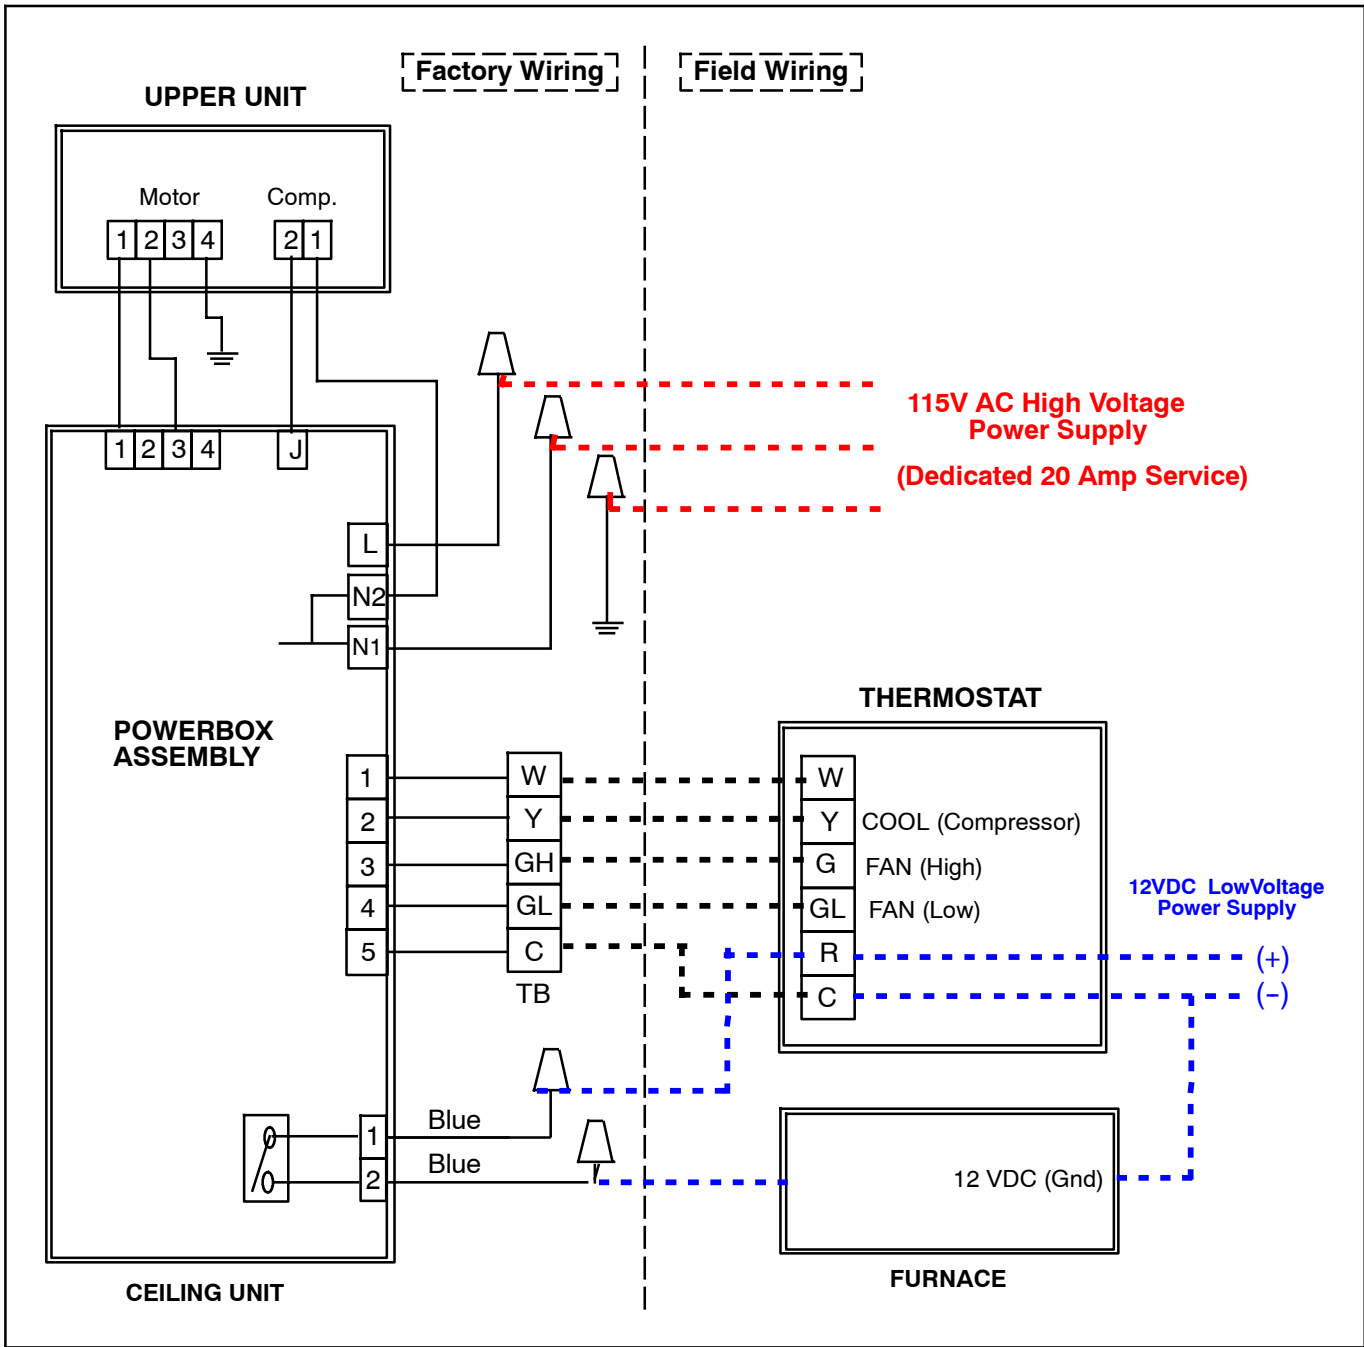 Factory Wiring
Field Wiring
UPPER UNIT
Motor
Comp.
1 2 3 4
2 1
115V AC High Voltage
Power Supply
(Dedicated 20 Amp Service)
1 2 3 4
J
L
N2
N1
POWERBOX
ASSEMBLY
THERMOSTAT
1
2
3
4
5
W
Y
GH
GL
C
TB
W
Y COOL (Compressor)
G FAN (High)
GL FAN (Low)
R
C
12VDC LowVoltage
Power Supply
(+)
(−)
1
2
Blue
Blue
12 VDC (Gnd)
FURNACE
CEILING UNIT